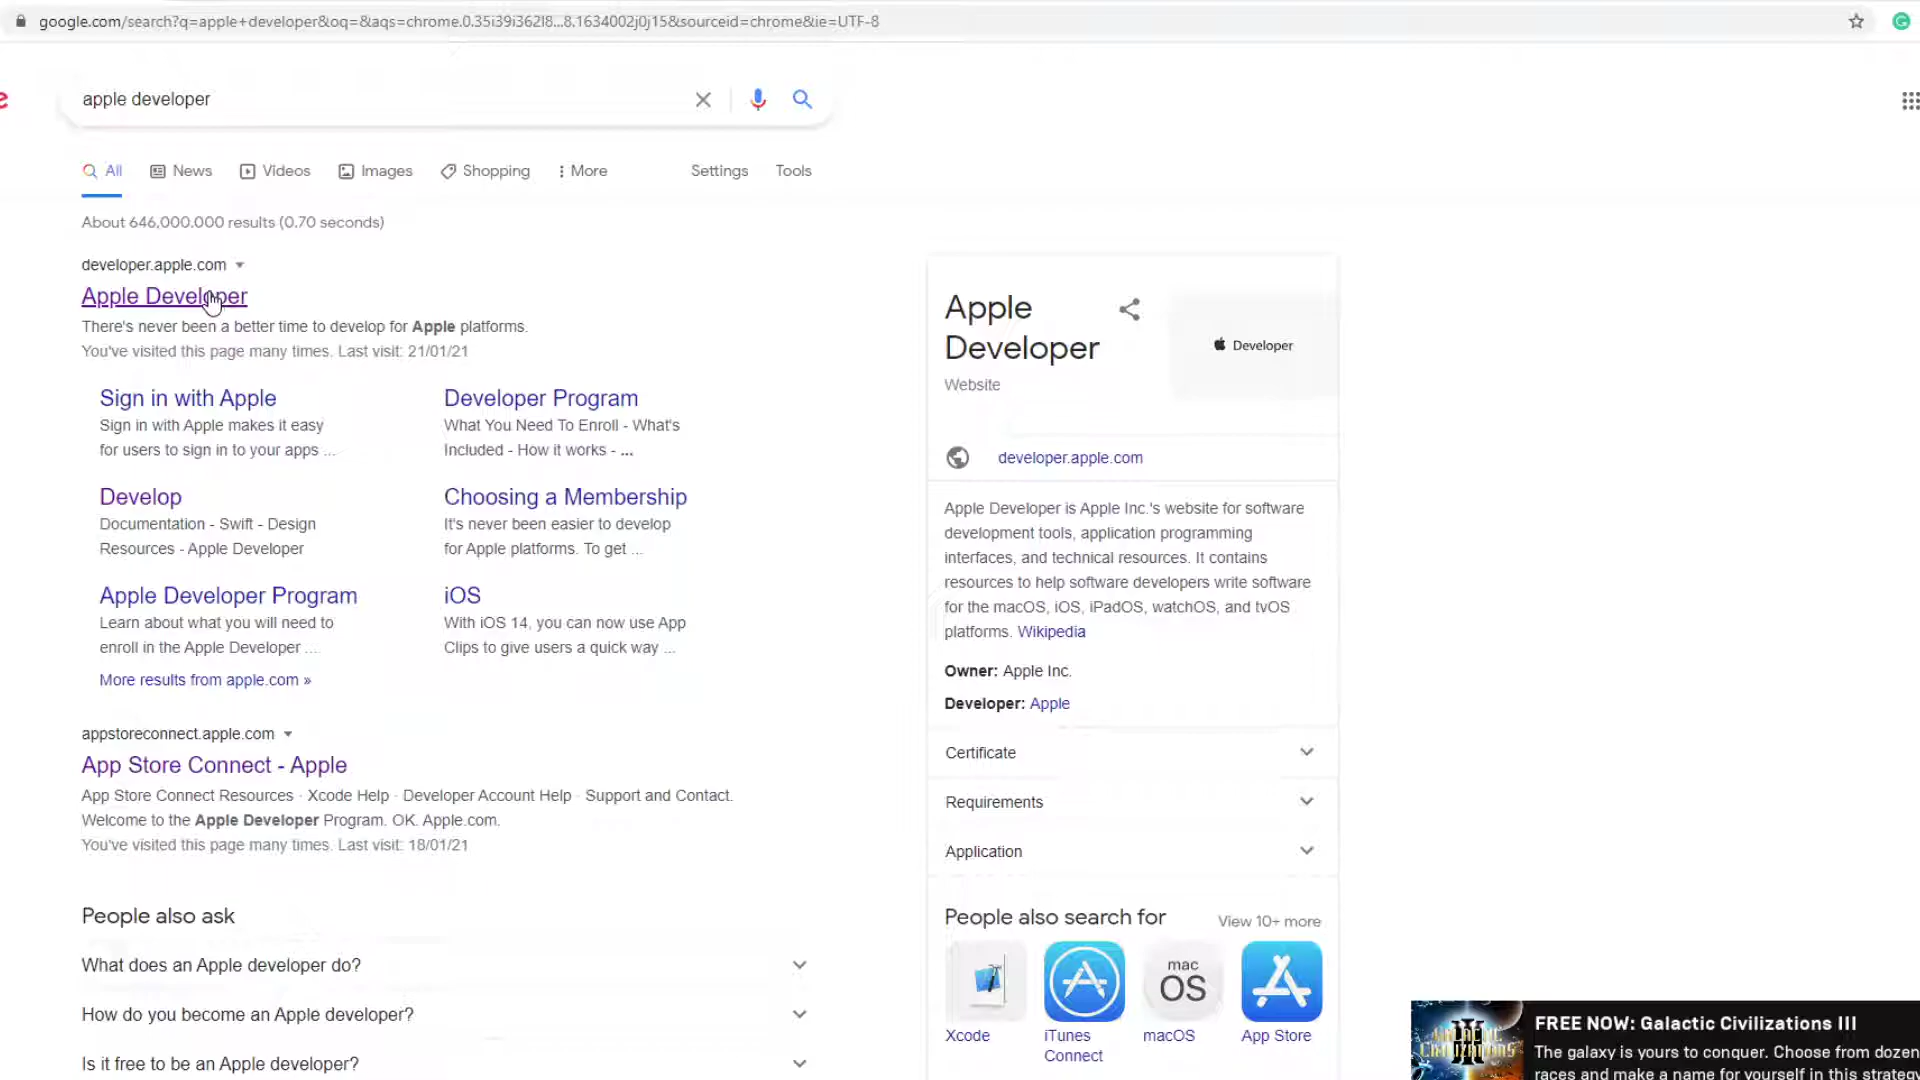 google.com/search?q=apple+developer&oq=&aqs=chrome.0.35i39i362l8...8.1634002j0j15&sourceid=chrome&ie=UTF-8
apple developer
All News Videos Images Shopping More Settings Tools
About 646,000,000 results (0.70 seconds)
developer.apple.com
Apple Developer
There's never been a better time to develop for Apple platforms.
You've visited this page many times. Last visit: 21/01/21
Sign in with Apple
Sign in with Apple makes it easy
for users to sign in to your apps ...
Developer Program
What You Need To Enroll - What's
Included - How it works - ...
Develop
Documentation - Swift - Design
Resources - Apple Developer
Choosing a Membership
It's never been easier to develop
for Apple platforms. To get ...
Apple Developer Program
Learn about what you will need to
enroll in the Apple Developer ...
iOS
With iOS 14, you can now use App
Clips to give users a quick way ...
More results from apple.com »
appstoreconnect.apple.com
App Store Connect - Apple
App Store Connect Resources · Xcode Help · Developer Account Help · Support and Contact.
Welcome to the Apple Developer Program. OK. Apple.com.
You've visited this page many times. Last visit: 18/01/21
People also ask
What does an Apple developer do?
How do you become an Apple developer?
Is it free to be an Apple developer?
Apple
Developer
Developer
Website
developer.apple.com
Apple Developer is Apple Inc.'s website for software
development tools, application programming
interfaces, and technical resources. It contains
resources to help software developers write software
for the macOS, iOS, iPadOS, watchOS, and tvOS
platforms. Wikipedia
Owner: Apple Inc.
Developer: Apple
Certificate
Requirements
Application
People also search for
View 10+ more
mac
OS
Xcode
iTunes
Connect
macOS
App Store
GALACTIC
CIVILIZATIONS
III
FREE NOW: Galactic Civilizations III
The galaxy is yours to conquer. Choose from dozen
races and make a name for yourself in this strategy